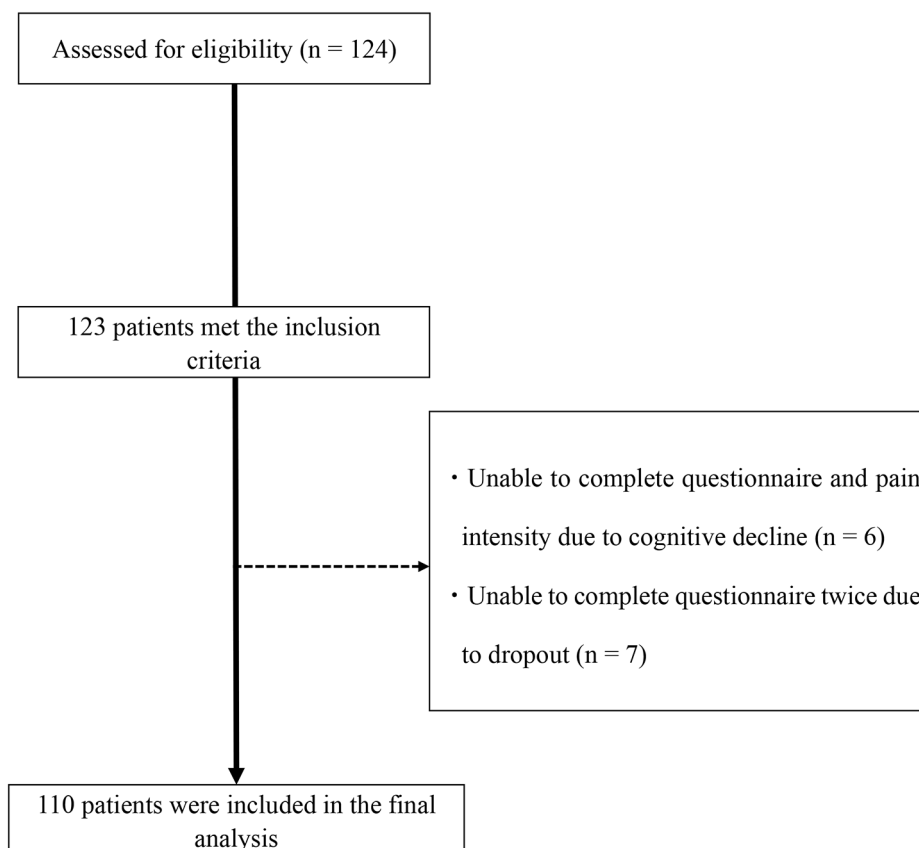 Assessed for eligibility (n = 124)
123 patients met the inclusion
criteria
・Unable to complete questionnaire and pain
intensity due to cognitive decline (n = 6)
・Unable to complete questionnaire twice due
to dropout (n = 7)
110 patients were included in the final
analysis